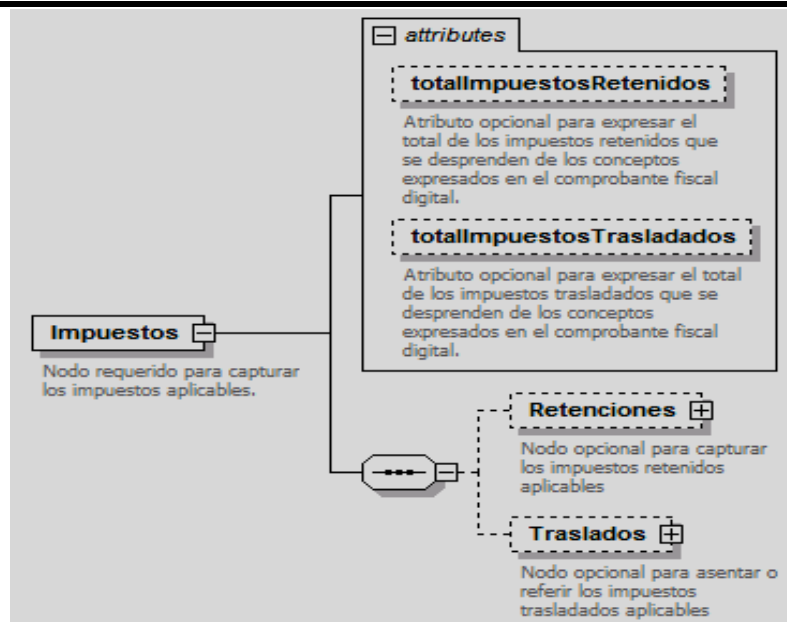 attributes
totalImpuestosRetenidos
Atributo opcional para expresar el
total de los impuestos retenidos que
se desprenden de los conceptos
expresados en el comprobante fiscal
digital.
totalImpuestosTrasladados
Atributo opcional para expresar el total
de los impuestos trasladados que se
desprenden de los conceptos
expresados en el comprobante fiscal
digital.
Impuestos
Nodo requerido para capturar
los impuestos aplicables.
Retenciones
Nodo opcional para capturar
los impuestos retenidos
aplicables
Traslados
Nodo opcional para asentar o
referir los impuestos
trasladados aplicables